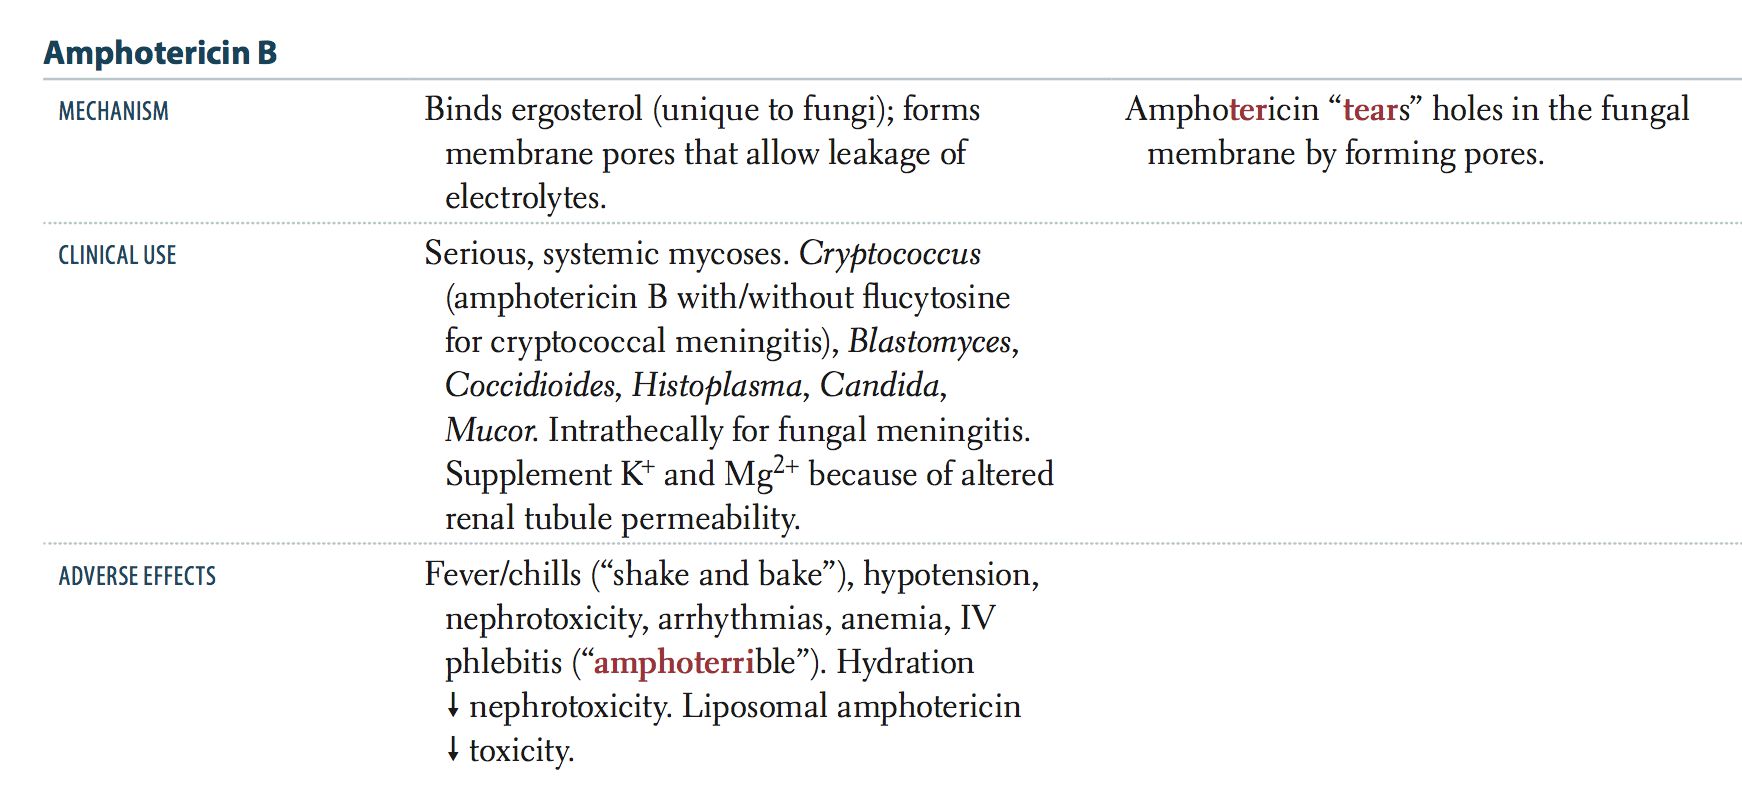 Amphotericin B
MECHANISM
Binds ergosterol (unique to fungi); forms
membrane pores that allow leakage of
electrolytes.
Amphotericin “tears” holes in the fungal
membrane by forming pores.
CLINICAL USE
Serious, systemic mycoses. Cryptococcus
(amphotericin B with/without flucytosine
for cryptococcal meningitis), Blastomyces,
Coccidioides, Histoplasma, Candida,
Mucor. Intrathecally for fungal meningitis.
Supplement K⁺ and Mg²⁺ because of altered
renal tubule permeability.
ADVERSE EFFECTS
Fever/chills (“shake and bake”), hypotension,
nephrotoxicity, arrhythmias, anemia, IV
phlebitis (“amphoterrible”). Hydration
↓ nephrotoxicity. Liposomal amphotericin
↓ toxicity.